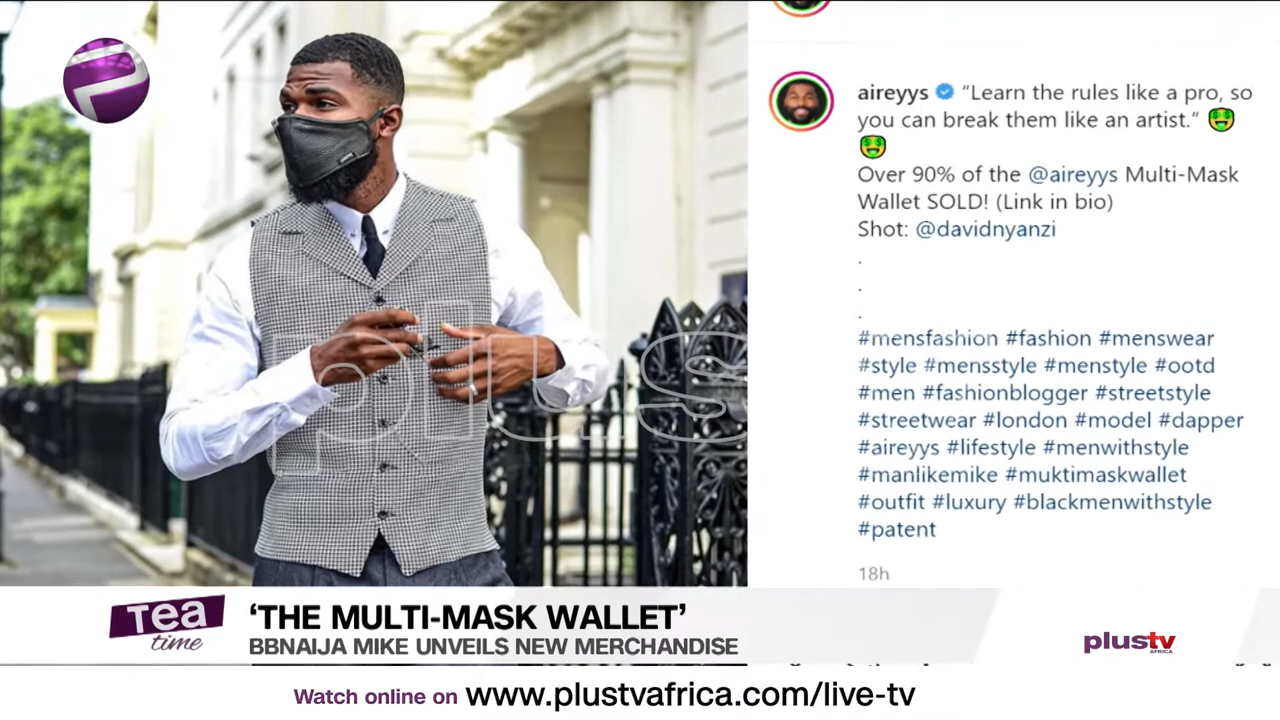 aireyys "Learn the rules like a pro, so
you can break them like an artist."
Over 90% of the @aireyys Multi-Mask
Wallet SOLD! (Link in bio)
Shot: @davidnyanzi
.
.
.
#mensfashion #fashion #menswear
#style #mensstyle #menstyle #ootd
#men #fashionblogger #streetstyle
#streetwear #london #model #dapper
#aireyys #lifestyle #menwithstyle
#manlikemike #muktimaskwallet
#outfit #luxury #blackmenwithstyle
#patent
18h
plus
Tea
time
'THE MULTI-MASK WALLET'
BBNAIJA MIKE UNVEILS NEW MERCHANDISE
plustv
AFRICA
Watch online on www.plustvafrica.com/live-tv